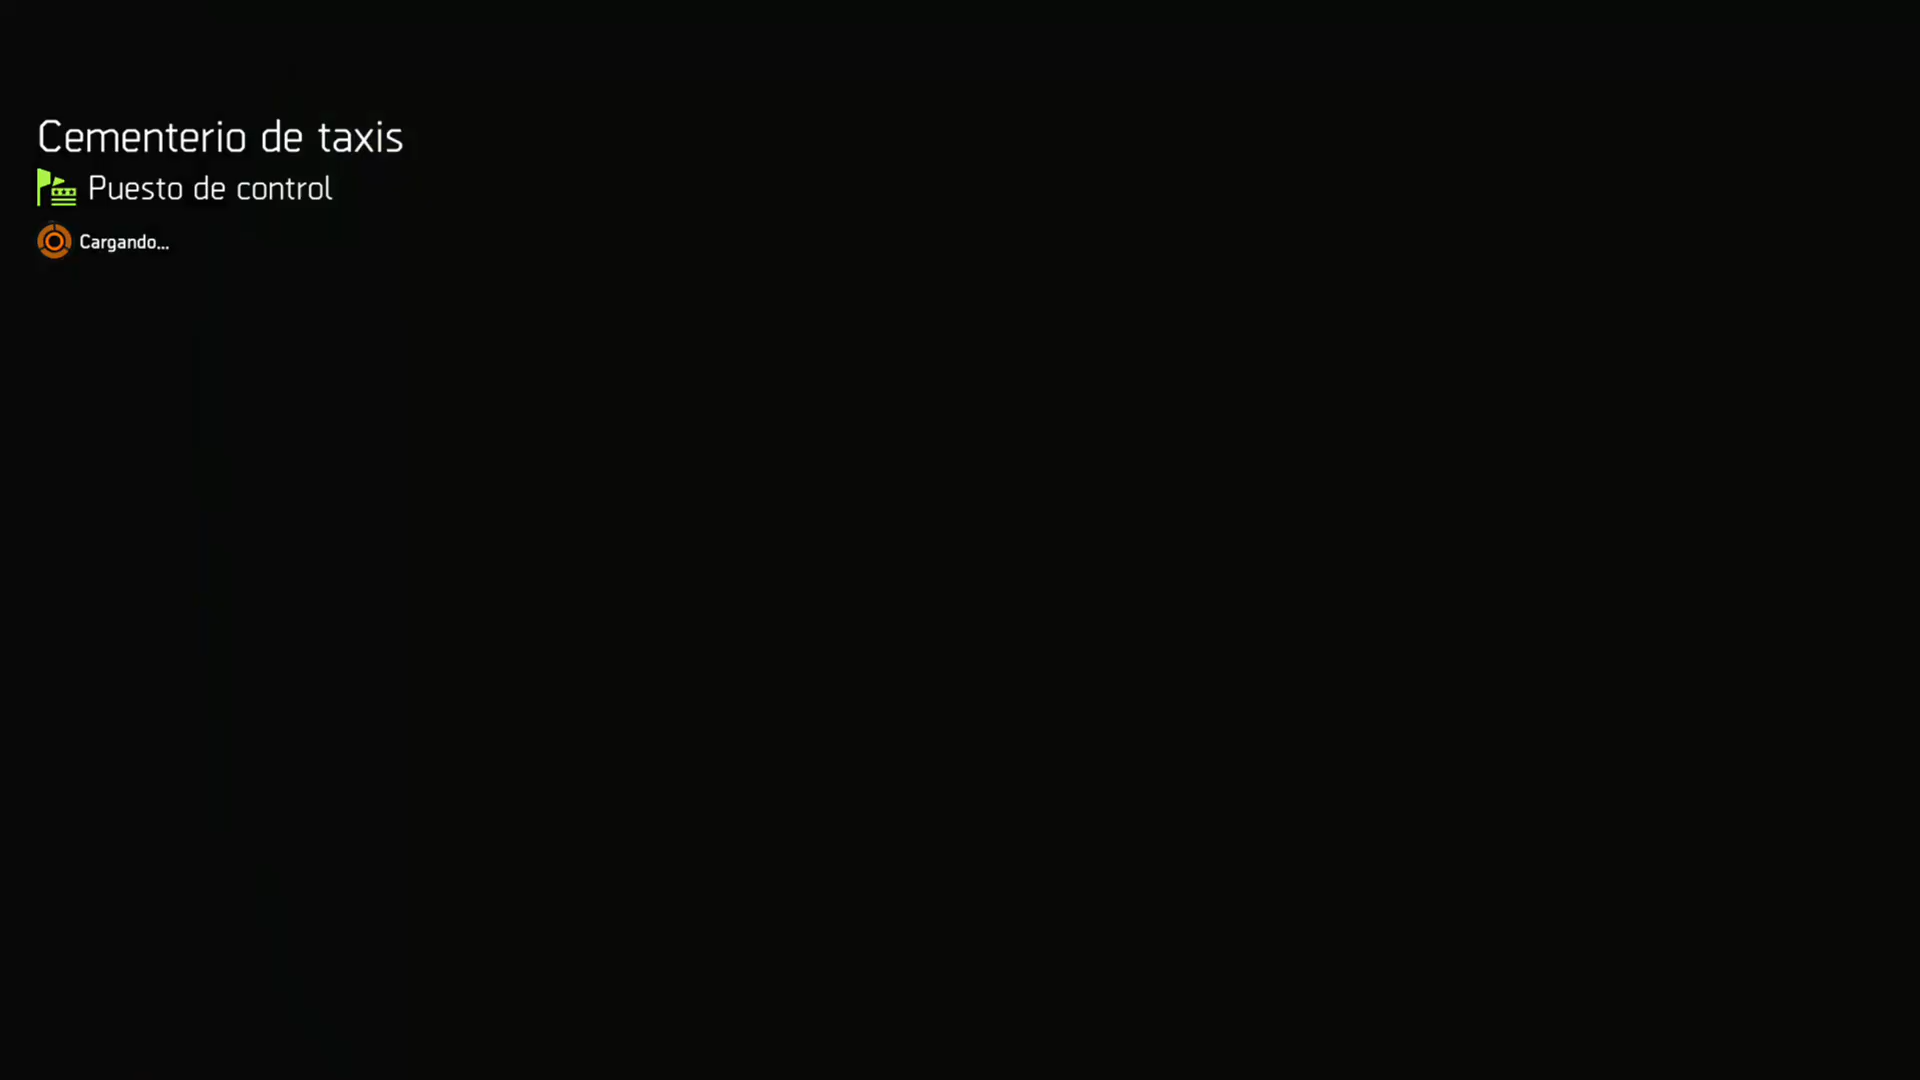 Cementerio de taxis
Puesto de control
Cargando...